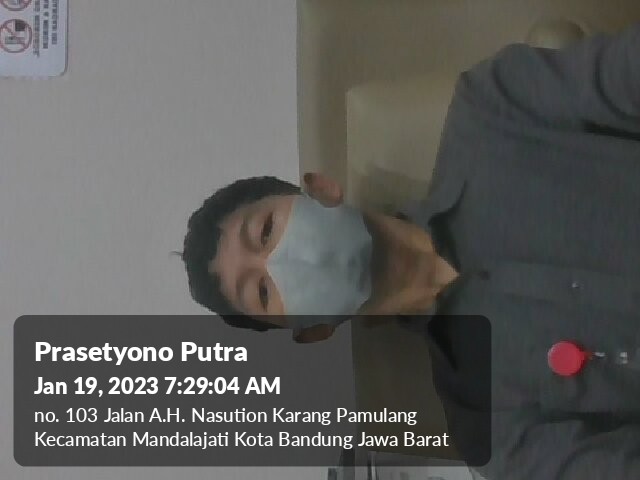 Prasetyono Putra
Jan 19, 2023 7:29:04 AM
no. 103 Jalan A.H. Nasution Karang Pamulang
Kecamatan Mandalajati Kota Bandung Jawa Barat